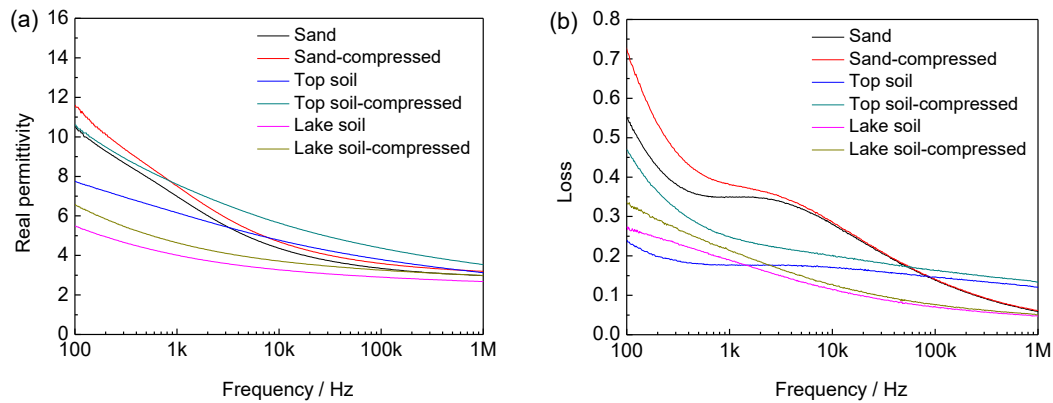 (a)
16
14
12
10
8
6
4
2
0
Real permittivity
Sand
Sand-compressed
Top soil
Top soil-compressed
Lake soil
Lake soil-compressed
100 1k 10k 100k 1M
Frequency / Hz
(b)
0.8
0.7
0.6
0.5
0.4
0.3
0.2
0.1
0.0
Loss
Sand
Sand-compressed
Top soil
Top soil-compressed
Lake soil
Lake soil-compressed
100 1k 10k 100k 1M
Frequency / Hz